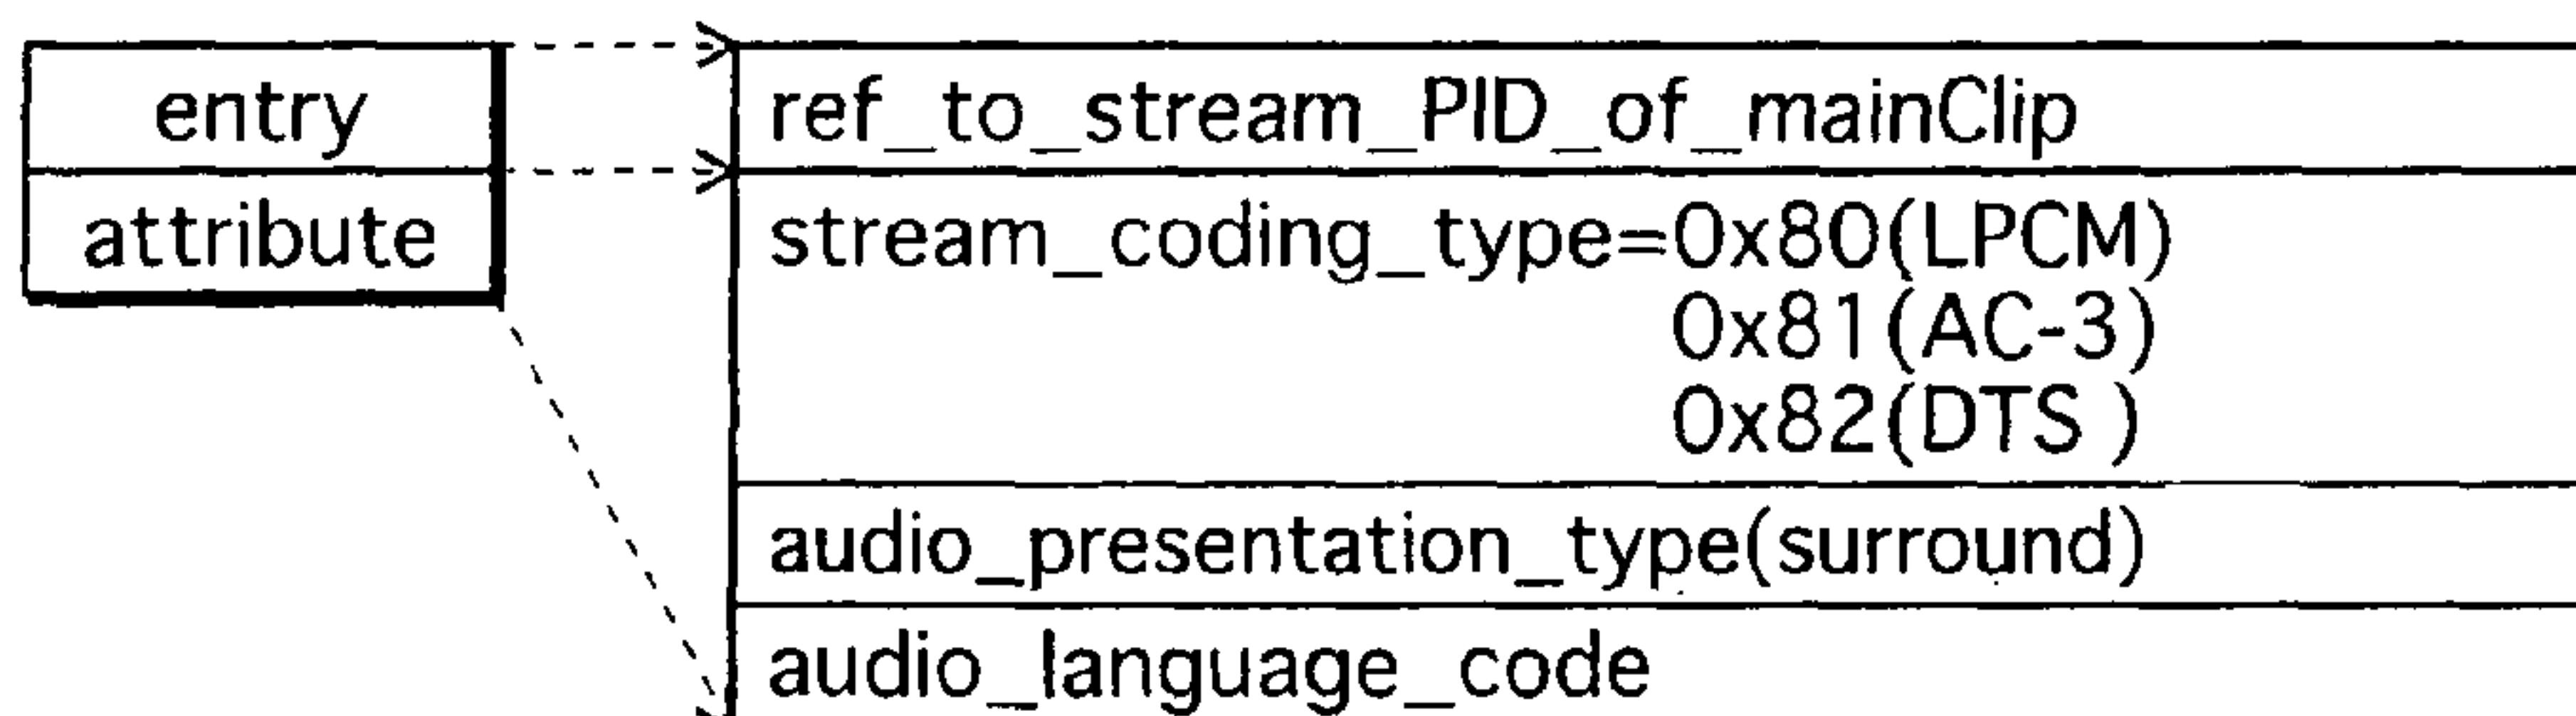 entry
attribute
ref_to_stream_PID_of_mainClip
stream_coding_type=0x80(LPCM)
0x81(AC-3)
0x82(DTS )
audio_presentation_type(surround)
audio_language_code